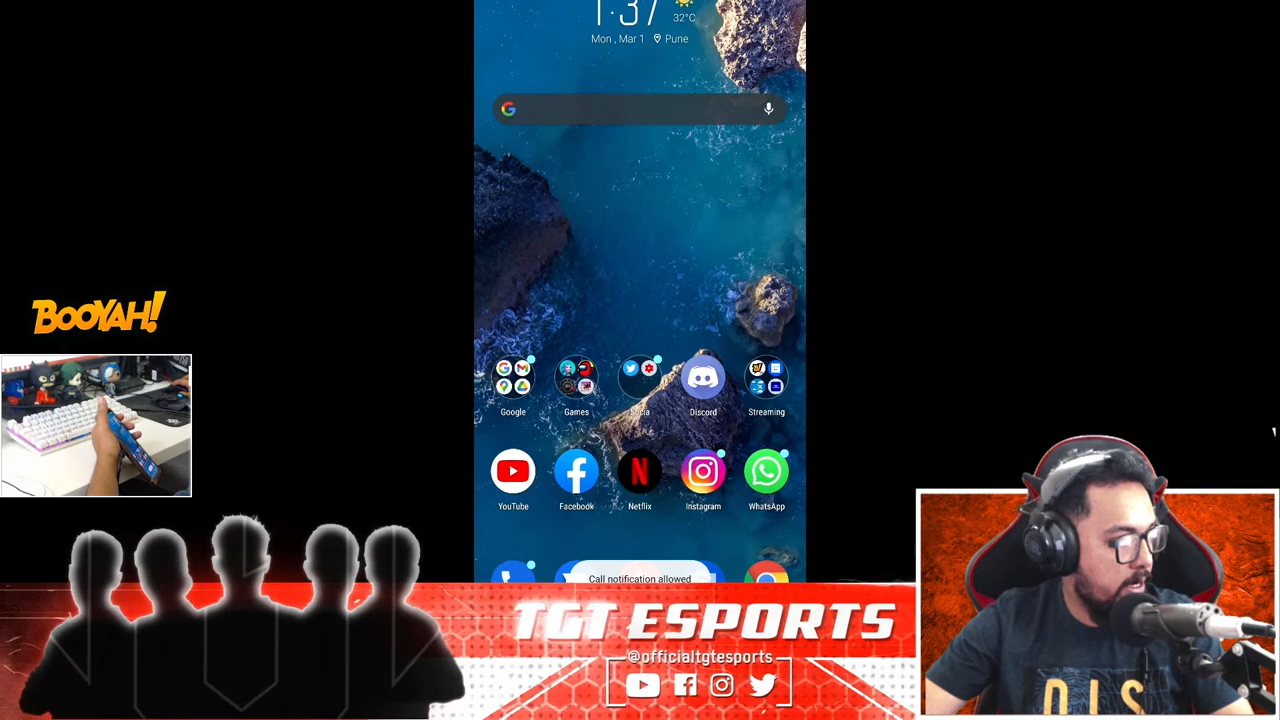 1:37
32°C
Mon , Mar 1 Pune
BOOYAH!
Google Games Discord Streaming
YouTube Facebook Netflix Instagram WhatsApp
Call notification allowed
TGT ESPORTS
@officialtgtesports